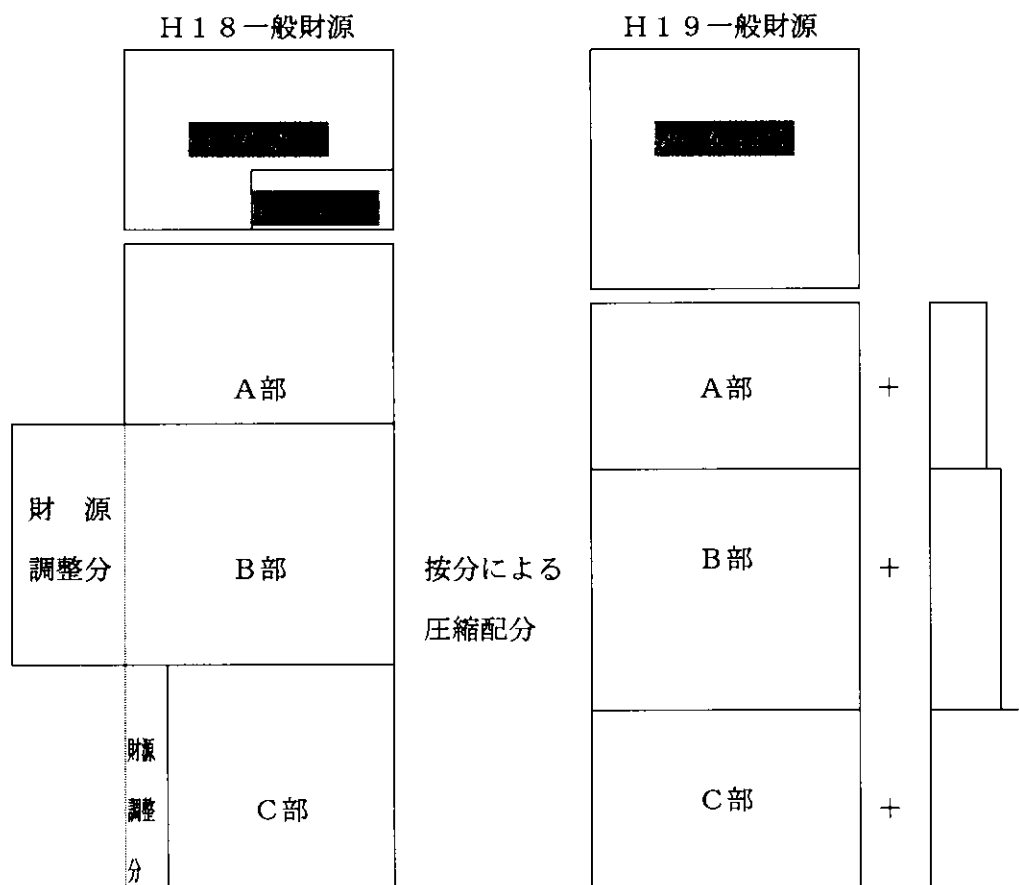 H18一般財源
H19一般財源
A部
A部
+
財源
調整分
B部
按分による
圧縮配分
B部
+
財源
調整
分
C部
C部
+